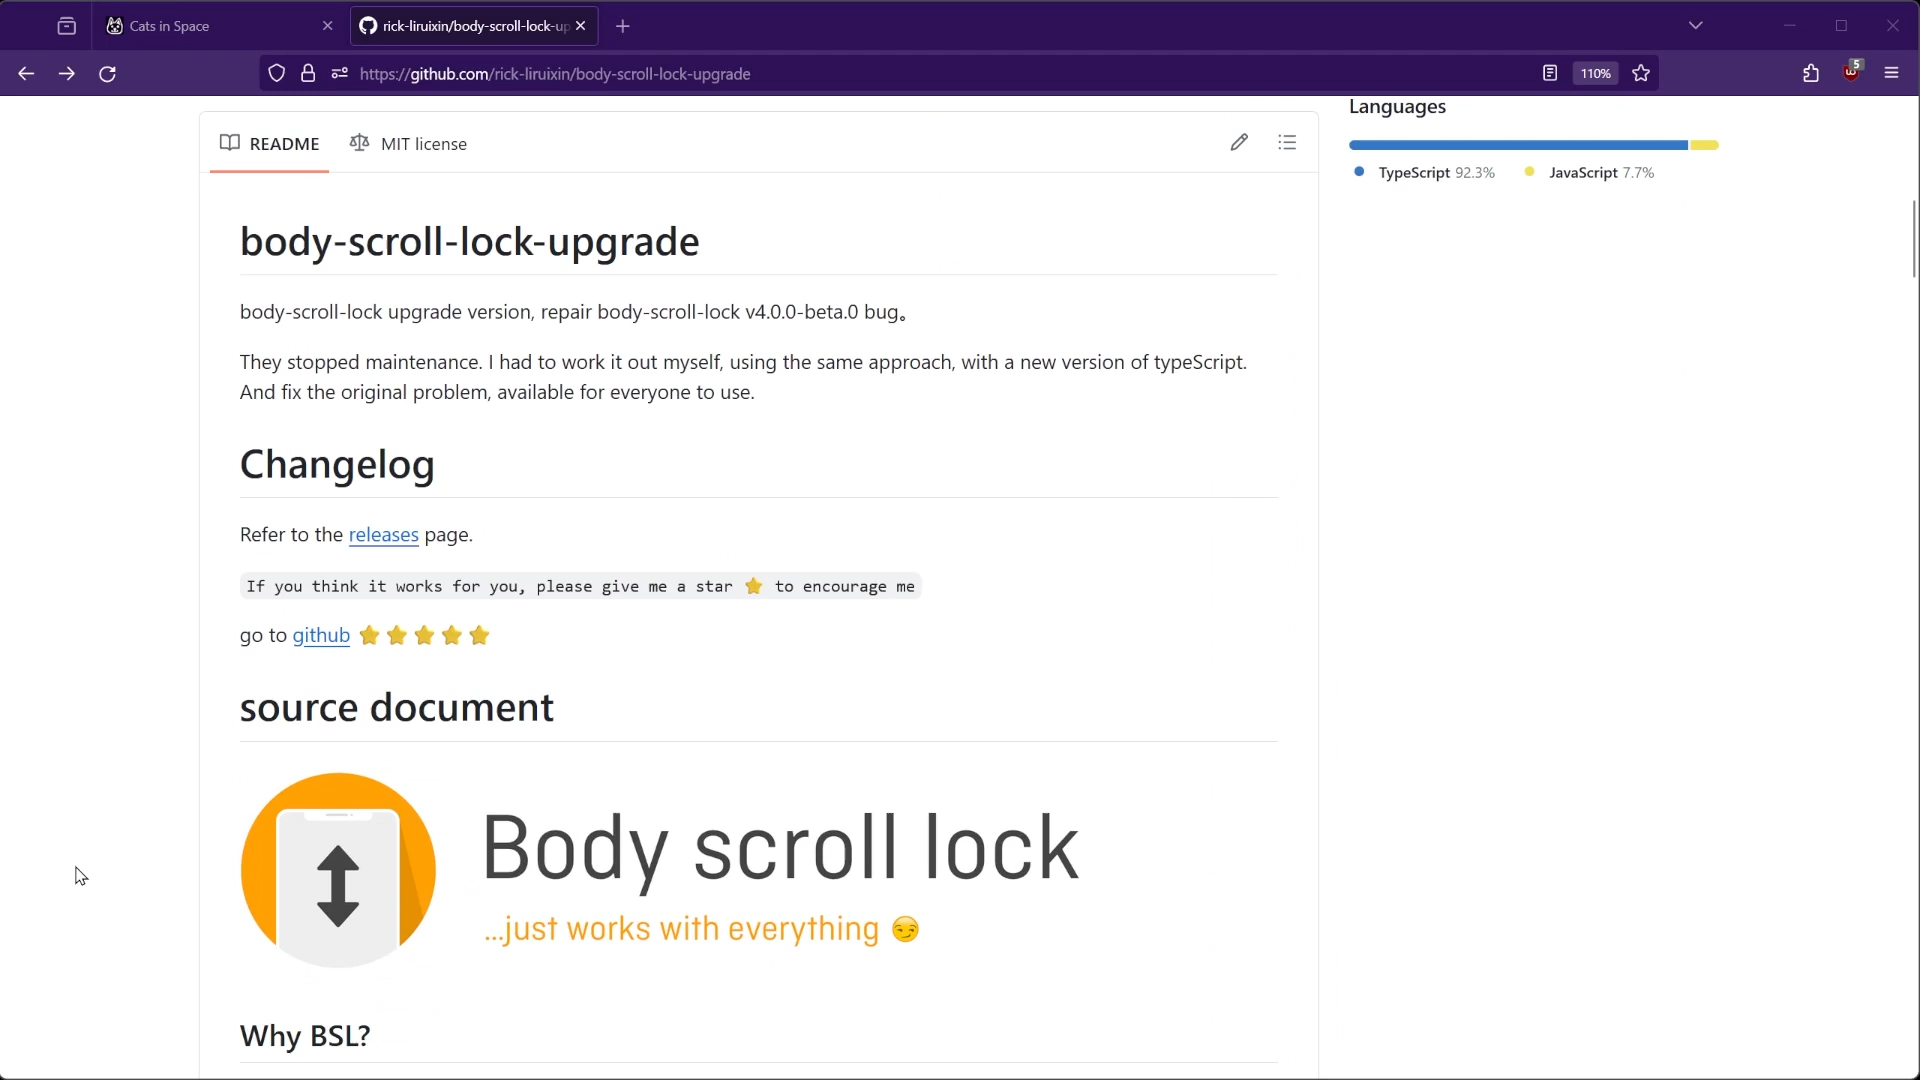 Cats in Space
rick-liruixin/body-scroll-lock-up
https://github.com/rick-liruixin/body-scroll-lock-upgrade
110%
5
Languages
README
MIT license
TypeScript 92.3%
JavaScript 7.7%
body-scroll-lock-upgrade
body-scroll-lock upgrade version, repair body-scroll-lock v4.0.0-beta.0 bug。
They stopped maintenance. I had to work it out myself, using the same approach, with a new version of typeScript.
And fix the original problem, available for everyone to use.
Changelog
Refer to the releases page.
If you think it works for you, please give me a star ⭐ to encourage me
go to github ⭐⭐⭐⭐⭐
source document
Body scroll lock
...just works with everything 😏
Why BSL?